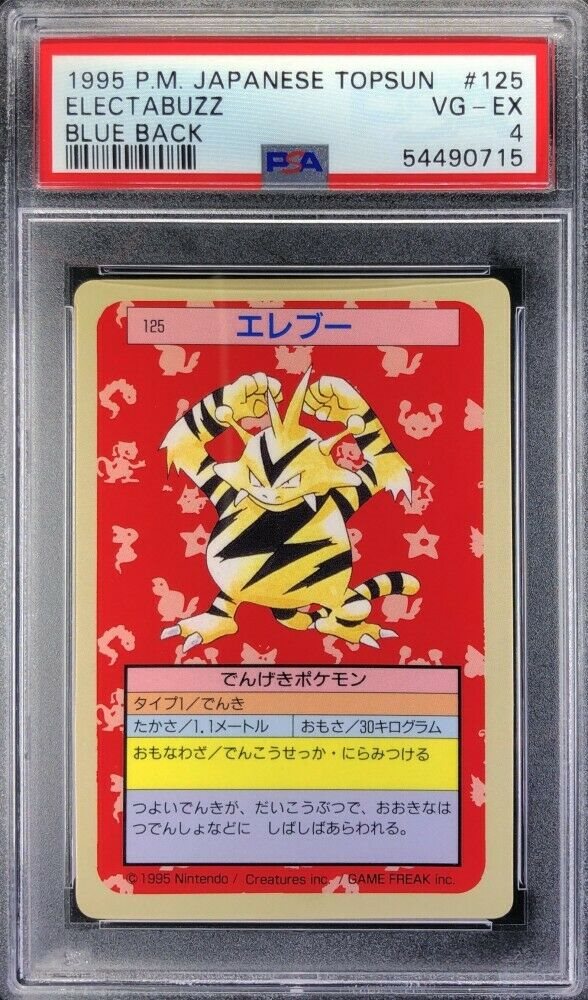 1995 P.M. JAPANESE TOPSUN #125
ELECTABUZZ VG-EX
BLUE BACK 4
PSA 54490715
125 エレブー
でんげきポケモン
タイプ1/でんき
たかさ/1.1メートル おもさ/30キログラム
おもなわざ/でんこうせっか・にらみつける
つよいでんきが、だいこうぶつで、おおきなは
つでんしょなどに しばしばあらわれる。
©1995 Nintendo / Creatures inc. / GAME FREAK inc.